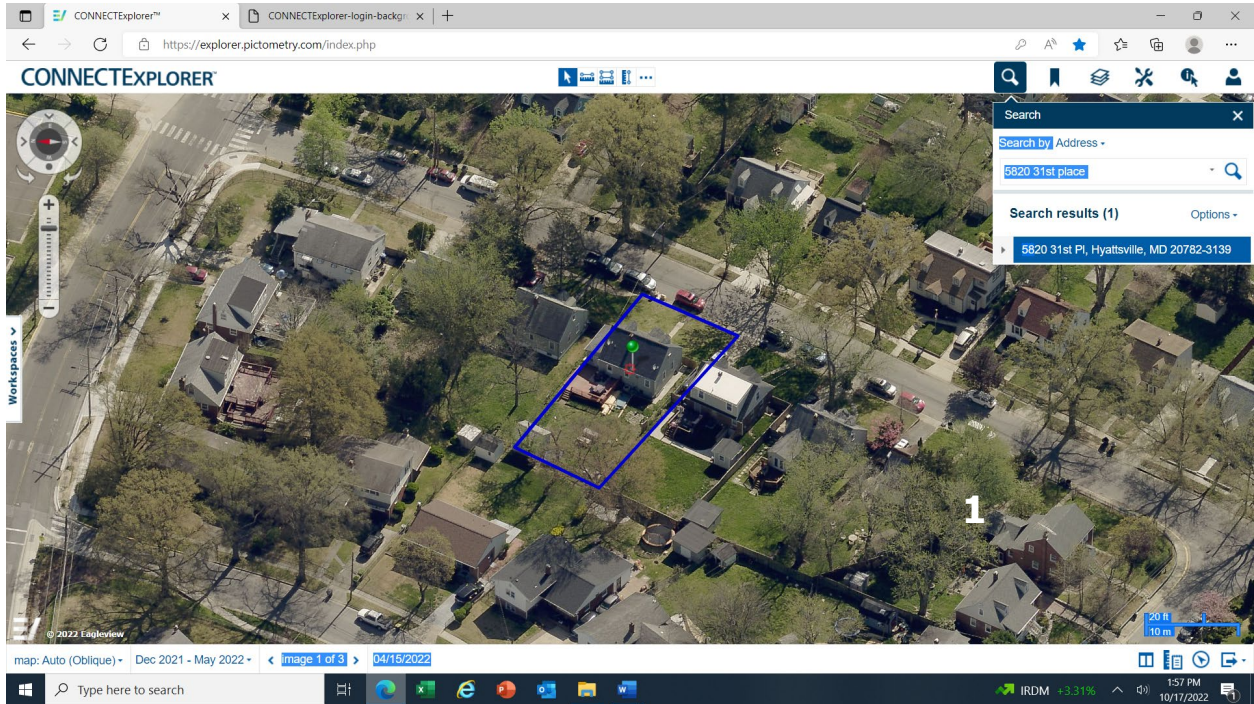 CONNECTExplorer™
CONNECTExplorer-login-backgr
https://explorer.pictometry.com/index.php
CONNECTEXPLORER™
Search
Search by Address
5820 31st place
Search results (1)
Options
5820 31st Pl, Hyattsville, MD 20782-3139
Workspaces >
1
20 ft
10 m
© 2022 Eagleview
map: Auto (Oblique)
Dec 2021 - May 2022
< image 1 of 3 >
04/15/2022
Type here to search
IRDM +3.31%
1:57 PM
10/17/2022
1